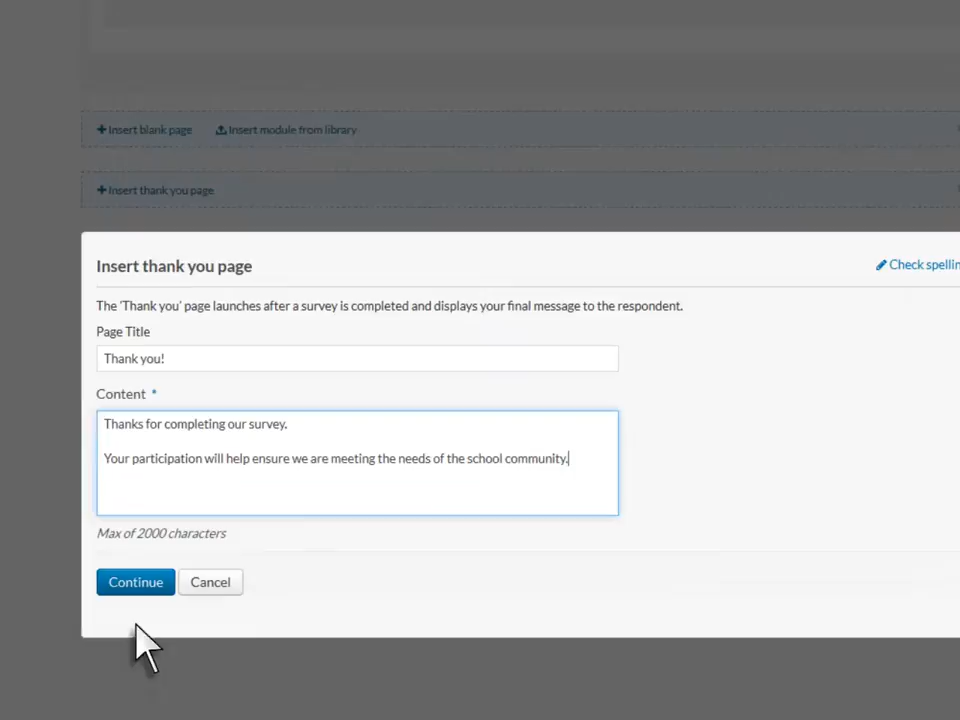 Insert blank page Insert module from library
Insert thank you page
Insert thank you page Check spellin
The 'Thank you' page launches after a survey is completed and displays your final message to the respondent.
Page Title
Thank you!
Content *
Thanks for completing our survey.
Your participation will help ensure we are meeting the needs of the school community.
Max of 2000 characters
Continue Cancel